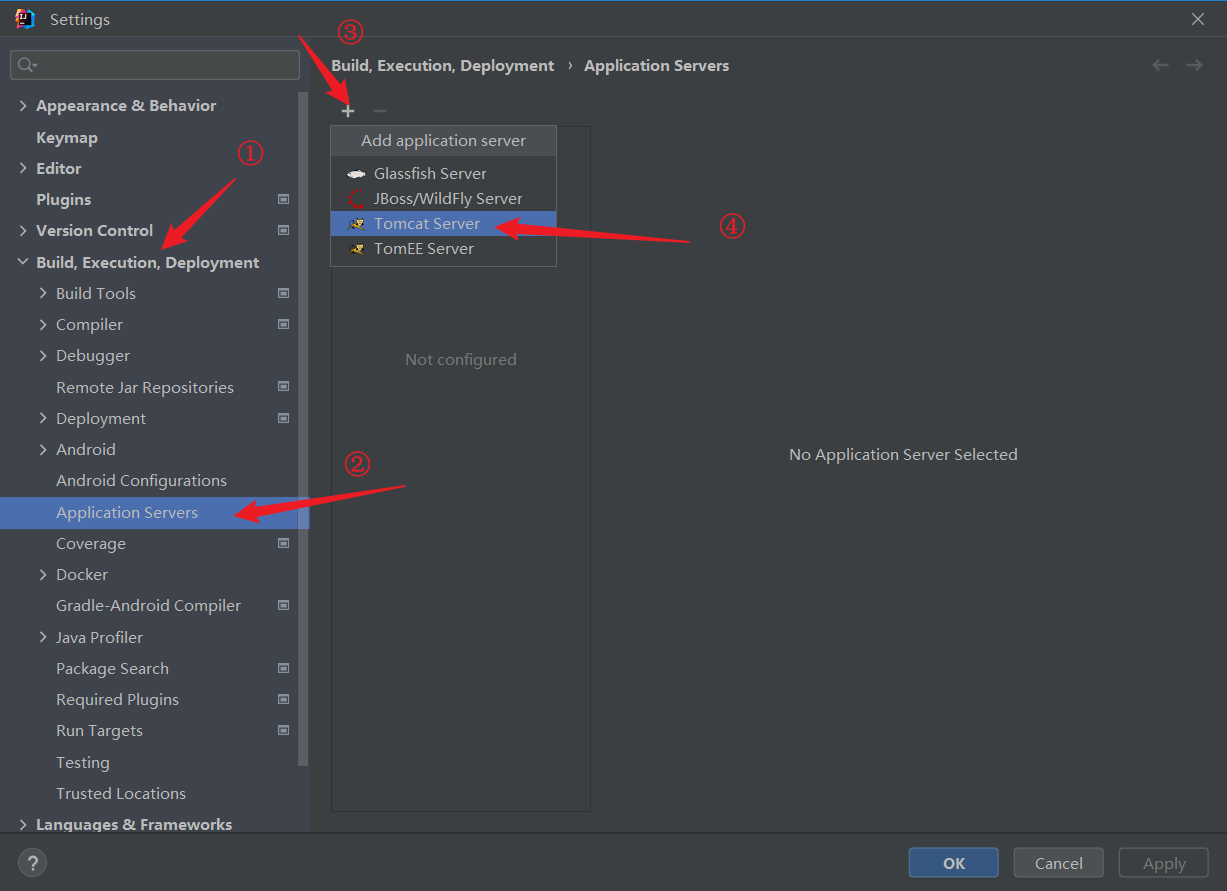 Settings
③
Build, Execution, Deployment › Application Servers
Appearance & Behavior
Keymap
①
Editor
Plugins
Version Control
Build, Execution, Deployment
Build Tools
Compiler
Debugger
Remote Jar Repositories
Deployment
Android
Android Configurations
Application Servers
②
Coverage
Docker
Gradle-Android Compiler
Java Profiler
Package Search
Required Plugins
Run Targets
Testing
Trusted Locations
Languages & Frameworks
+ −
Add application server
Glassfish Server
JBoss/WildFly Server
Tomcat Server
④
TomEE Server
Not configured
No Application Server Selected
?
OK
Cancel
Apply